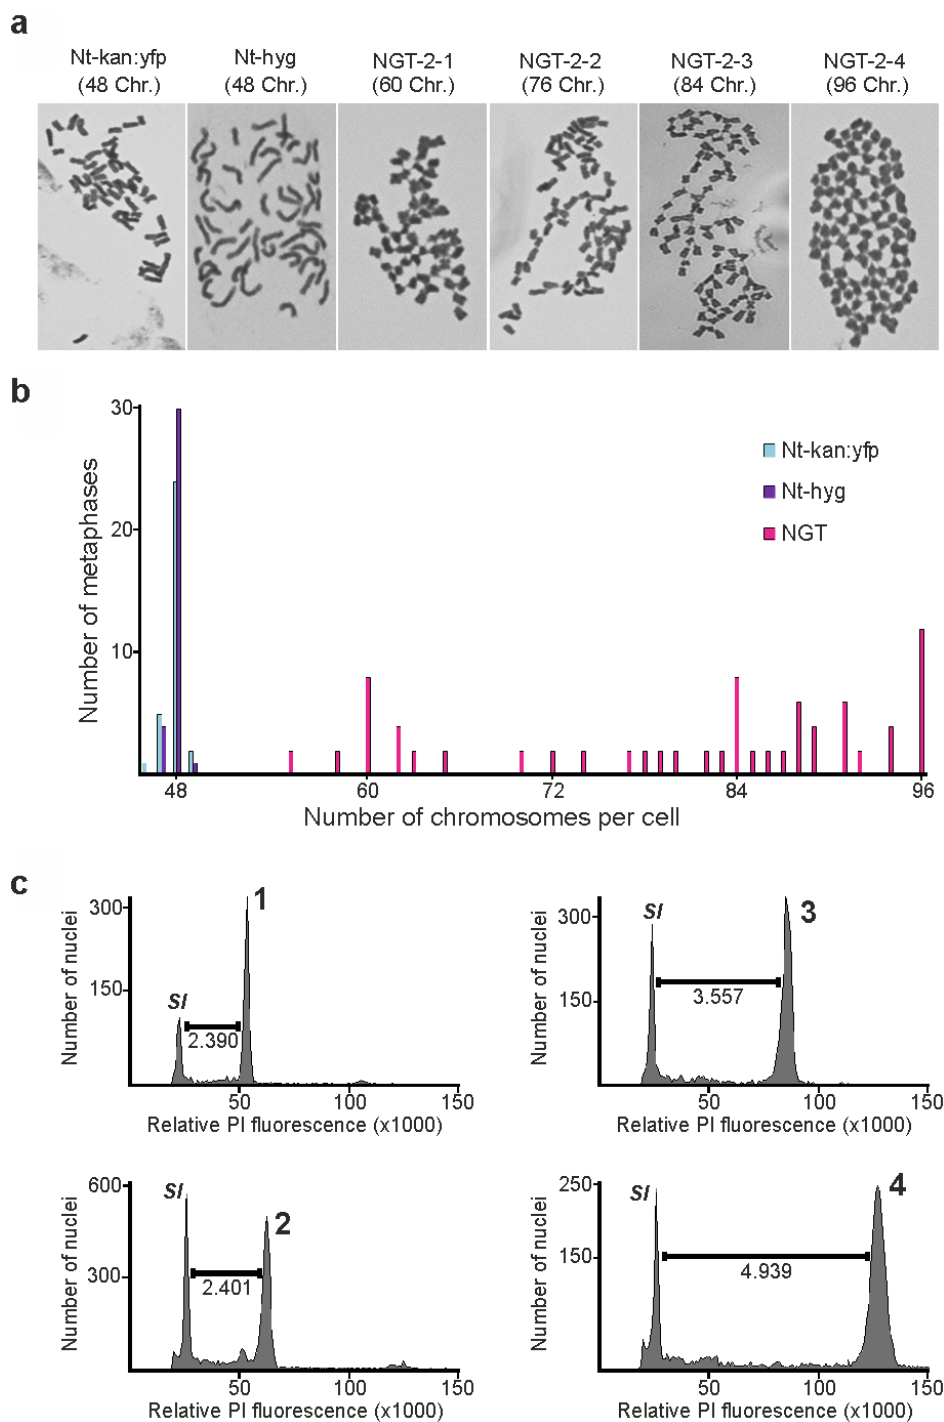 a
Nt-kan:yfp Nt-hyg NGT-2-1 NGT-2-2 NGT-2-3 NGT-2-4
(48 Chr.) (48 Chr.) (60 Chr.) (76 Chr.) (84 Chr.) (96 Chr.)
b
Number of metaphases
30
20
10
Nt-kan:yfp
Nt-hyg
NGT
48 60 72 84 96
Number of chromosomes per cell
c
Number of nuclei
300
150
Sl
1
2.390
50 100 150
Relative PI fluorescence (x1000)
Number of nuclei
300
150
Sl
3
3.557
50 100 150
Relative PI fluorescence (x1000)
Number of nuclei
600
300
Sl
2
2.401
50 100 150
Relative PI fluorescence (x1000)
Number of nuclei
250
150
Sl
4
4.939
50 100 150
Relative PI fluorescence (x1000)